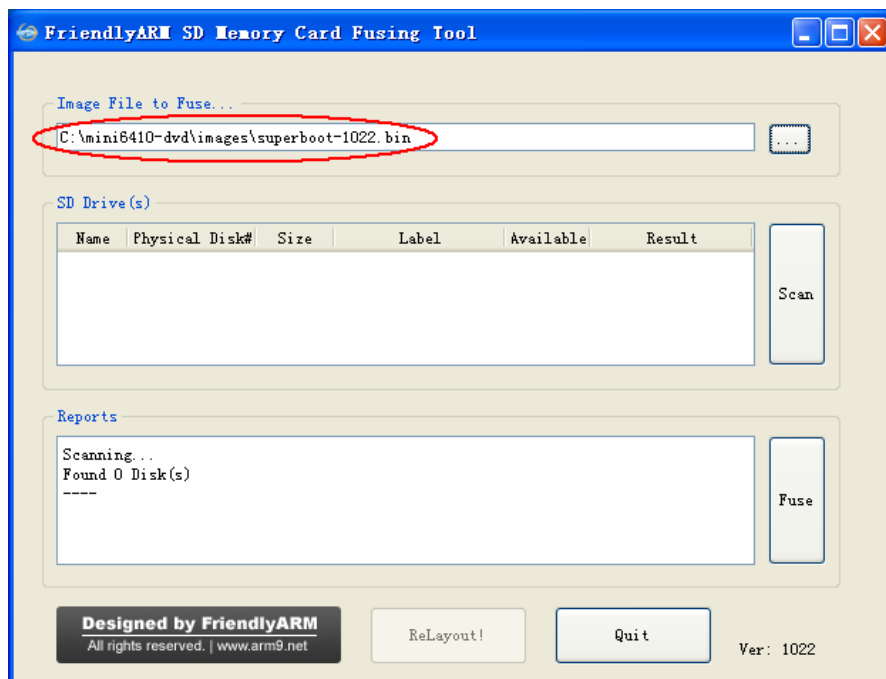 FriendlyARM SD Memory Card Fusing Tool
Image File to Fuse...
C:\mini6410-dvd\images\superboot-1022.bin
...
SD Drive(s)
Name Physical Disk# Size Label Available Result
Scan
Reports
Scanning...
Found 0 Disk(s)
----
Fuse
Designed by FriendlyARM
All rights reserved. | www.arm9.net
ReLayout!
Quit
Ver: 1022